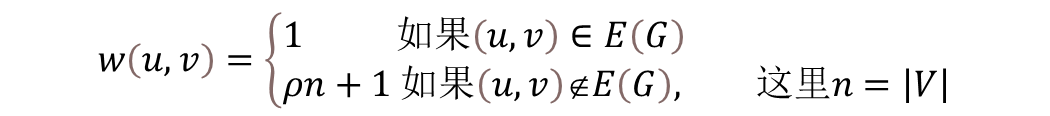 w(u,v) = {1 如果(u,v) ∈ E(G)
ρn + 1 如果(u,v)∉E(G), 这里n = |V|